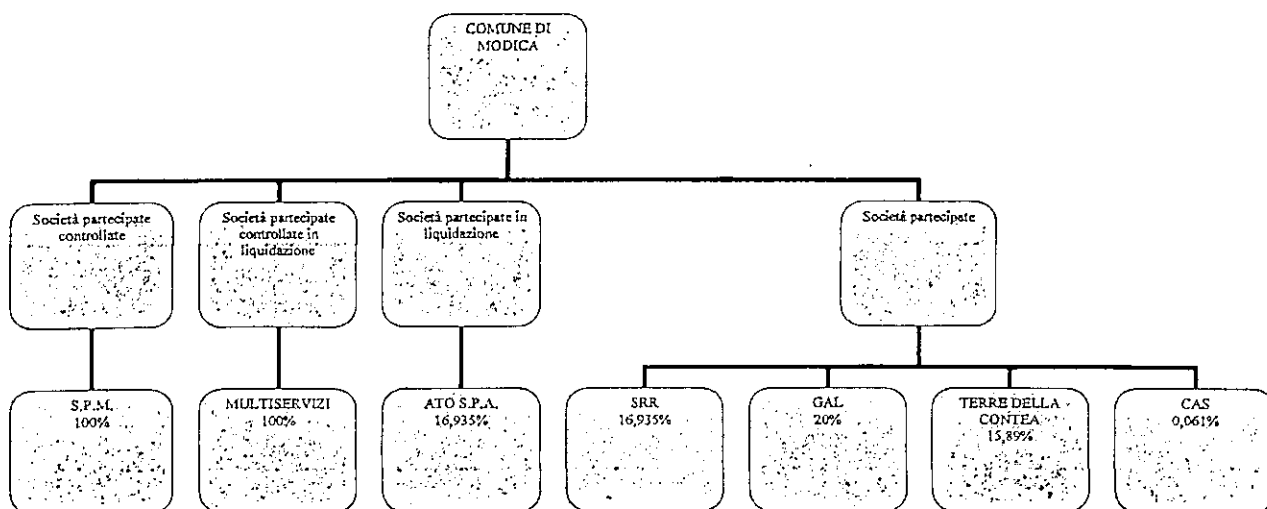 COMUNE DI
MODICA
Società partecipate
controllate
Società partecipate
controllate in
liquidazione
Società partecipate in
liquidazione
Società partecipate
S.P.M.
100%
MULTISERVIZI
100%
ATO S.P.A.
16,935%
SRR
16,935%
GAL
20%
TERRE DELLA
CONTEA
15,89%
CAS
0,061%